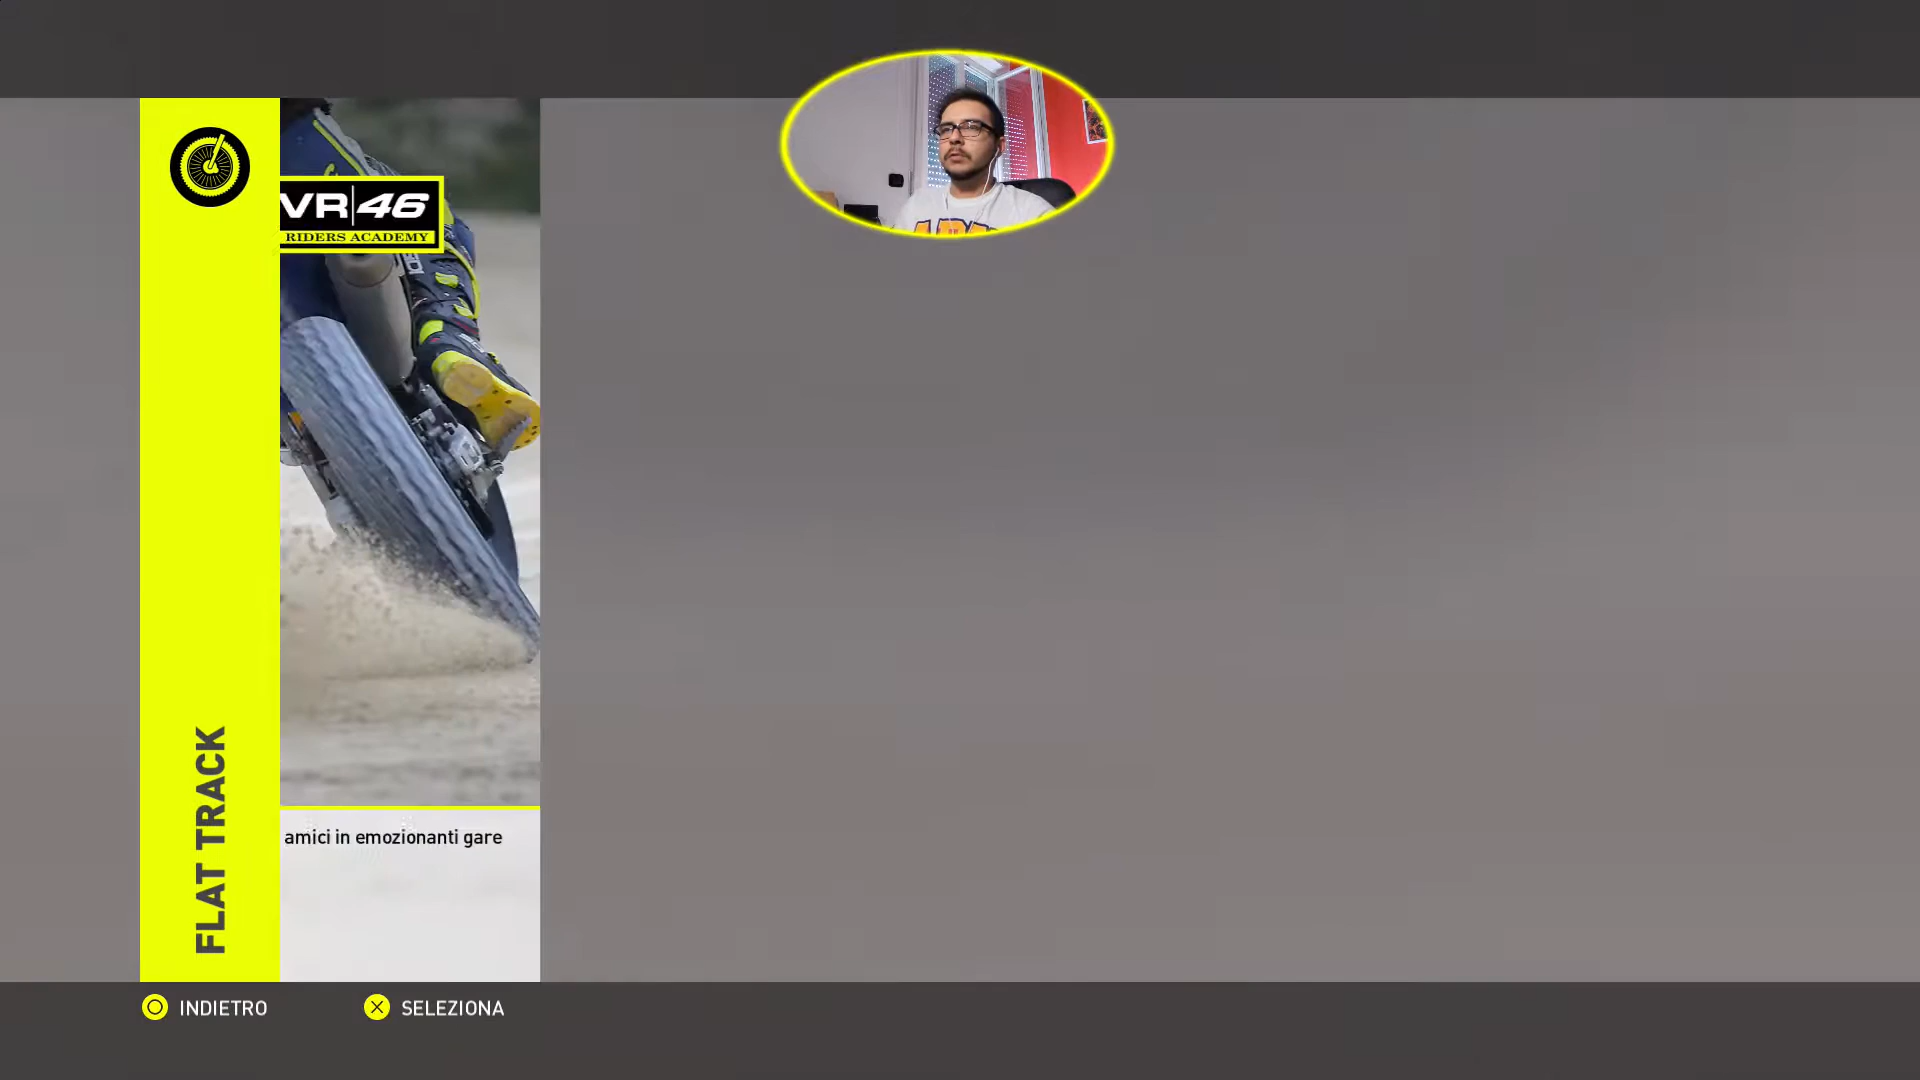 VR|46
RIDERS ACADEMY
FLAT TRACK
amici in emozionanti gare
INDIETRO
SELEZIONA